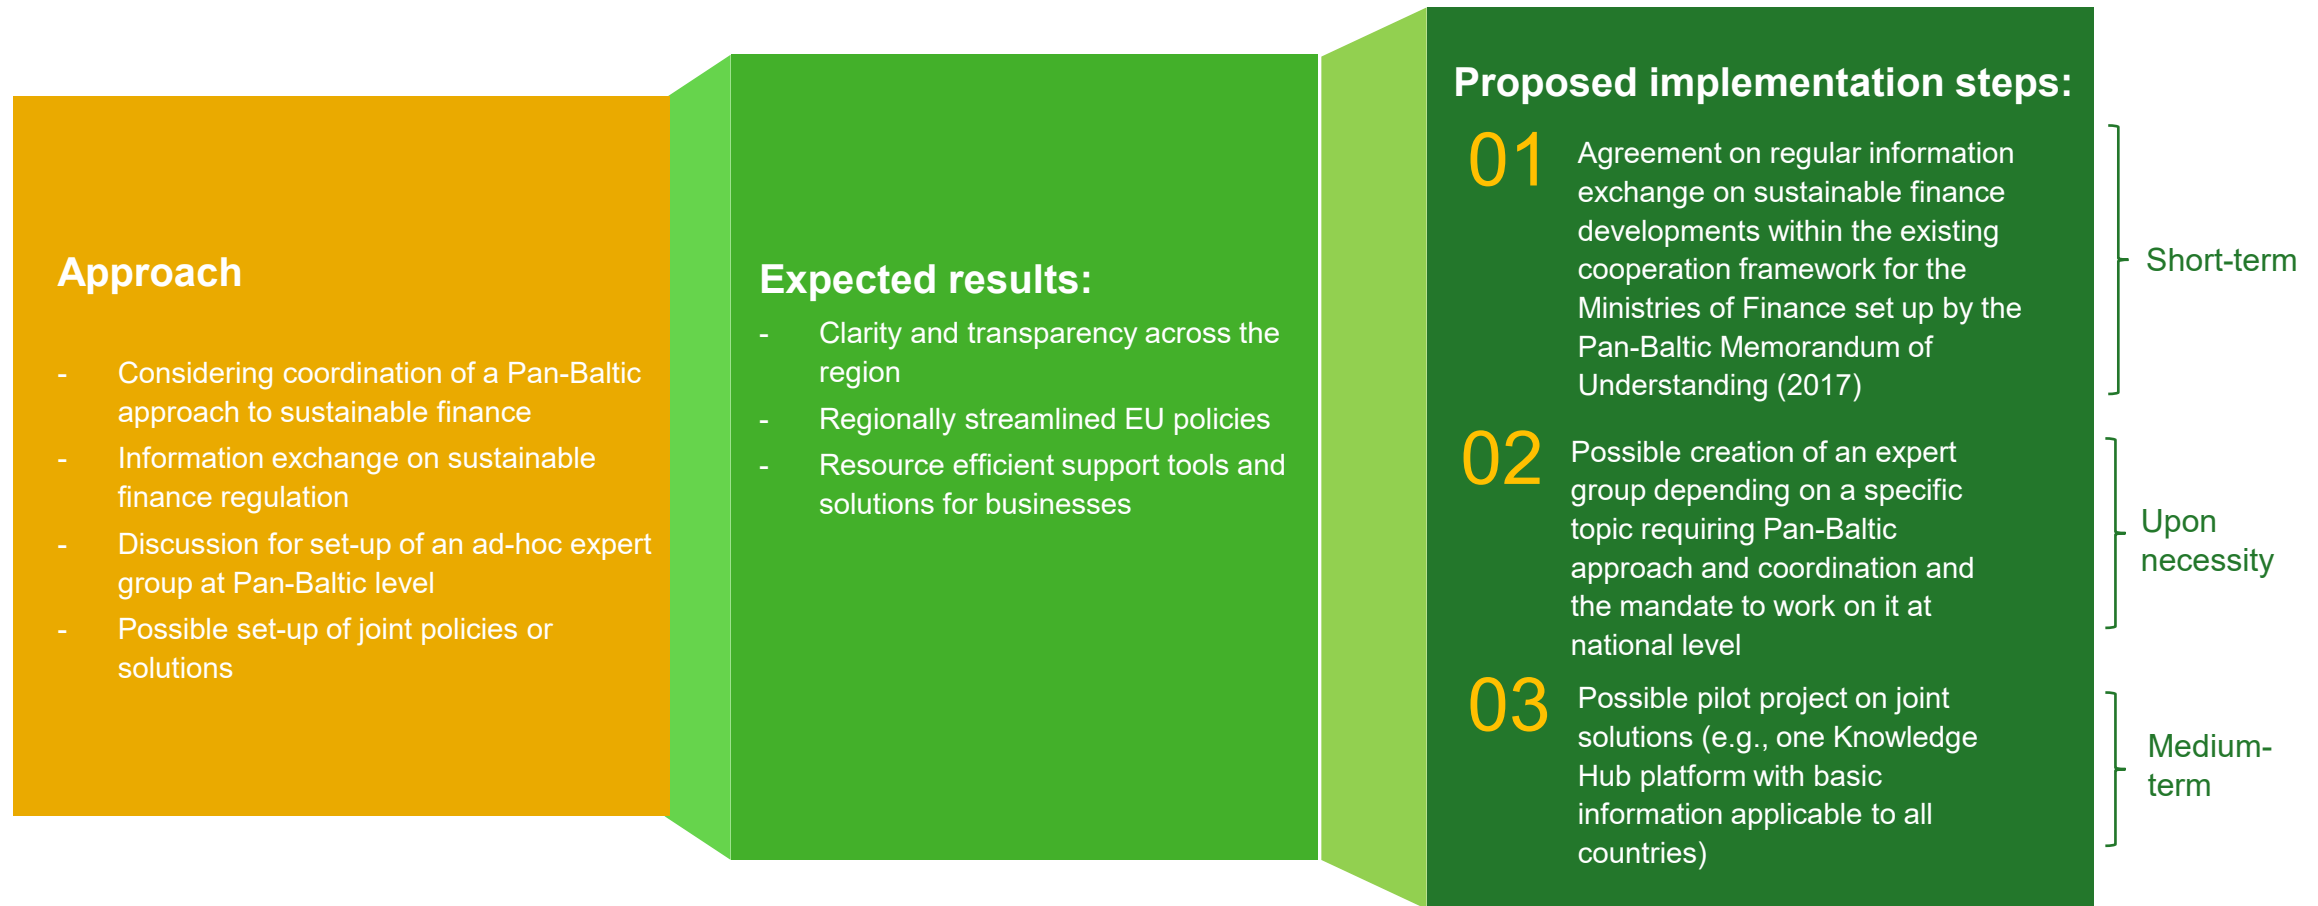 Approach
- Considering coordination of a Pan-Baltic
approach to sustainable finance
- Information exchange on sustainable
finance regulation
- Discussion for set-up of an ad-hoc expert
group at Pan-Baltic level
- Possible set-up of joint policies or
solutions
Expected results:
- Clarity and transparency across the
region
- Regionally streamlined EU policies
- Resource efficient support tools and
solutions for businesses
Proposed implementation steps:
01
Agreement on regular information
exchange on sustainable finance
developments within the existing
cooperation framework for the
Ministries of Finance set up by the
Pan-Baltic Memorandum of
Understanding (2017)
Short-term
02
Possible creation of an expert
group depending on a specific
topic requiring Pan-Baltic
approach and coordination and
the mandate to work on it at
national level
Upon
necessity
03
Possible pilot project on joint
solutions (e.g., one Knowledge
Hub platform with basic
information applicable to all
countries)
Medium-
term